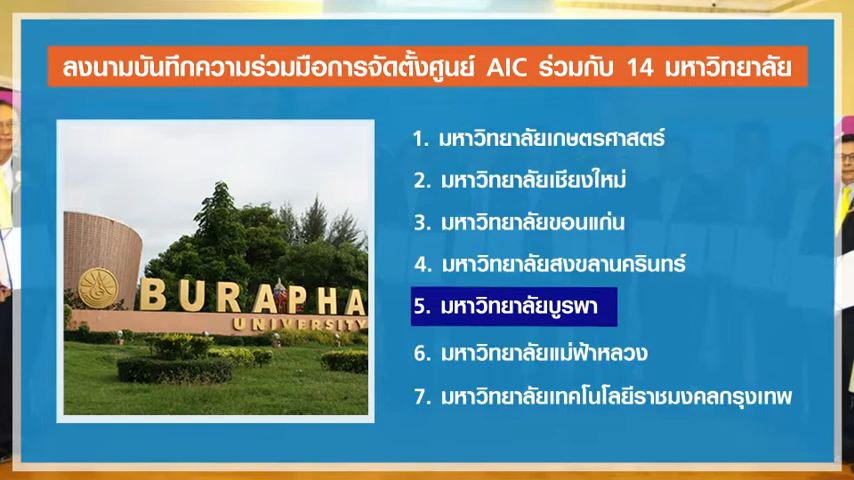 ลงนามบันทึกความร่วมมือการจัดตั้งศูนย์ AIC ร่วมกับ 14 มหาวิทยาลัย
1. มหาวิทยาลัยเกษตรศาสตร์
2. มหาวิทยาลัยเชียงใหม่
3. มหาวิทยาลัยขอนแก่น
4. มหาวิทยาลัยสงขลานครินทร์
5. มหาวิทยาลัยบูรพา
6. มหาวิทยาลัยแม่ฟ้าหลวง
7. มหาวิทยาลัยเทคโนโลยีราชมงคลกรุงเทพ
BURAPHA
UNIVERSITY